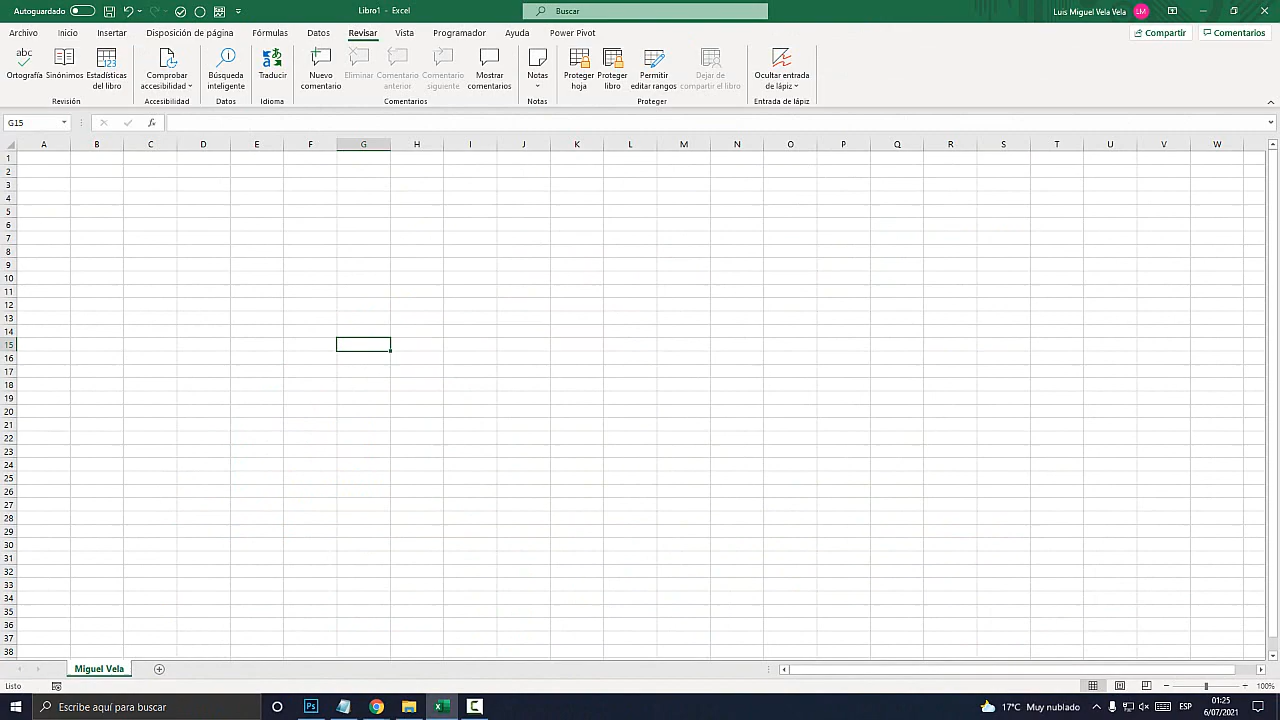 Autoguardado
Libro1 - Excel
Buscar
Luis Miguel Vela Vela
LM
Archivo Inicio Insertar Disposición de página Fórmulas Datos Revisar Vista Programador Ayuda Power Pivot
Compartir Comentarios
abc
Ortografía
Sinónimos
Estadísticas
del libro
Revisión
Comprobar
accesibilidad
Accesibilidad
Búsqueda
inteligente
Datos
Traducir
Idioma
Nuevo
comentario
Eliminar
Comentario
anterior
Comentario
siguiente
Mostrar
comentarios
Comentarios
Notas
Notas
Proteger
hoja
Proteger
libro
Permitir
editar rangos
Dejar de
compartir el libro
Proteger
Ocultar entrada
de lápiz
Entrada de lápiz
G15
fx
A B C D E F G H I J K L M N O P Q R S T U V W
1
2
3
4
5
6
7
8
9
10
11
12
13
14
15
16
17
18
19
20
21
22
23
24
25
26
27
28
29
30
31
32
33
34
35
36
37
38
Miguel Vela
Listo
100%
Escribe aquí para buscar
Ps
17°C Muy nublado
ESP
01:25
6/07/2021